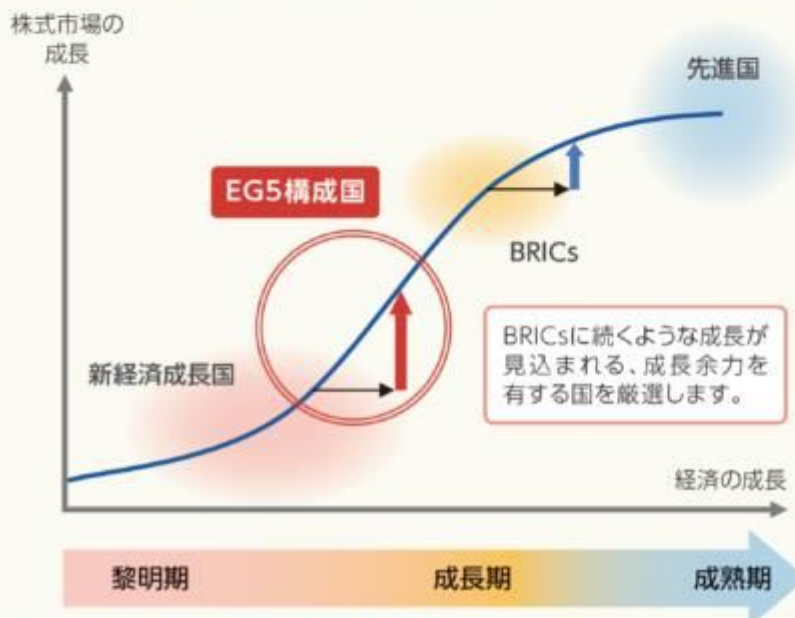 株式市場の
成長
先進国
EG5構成国
BRICs
新経済成長国
BRICsに続くような成長が
見込まれる、成長余力を
有する国を厳選します。
経済の成長
黎明期
成長期
成熟期